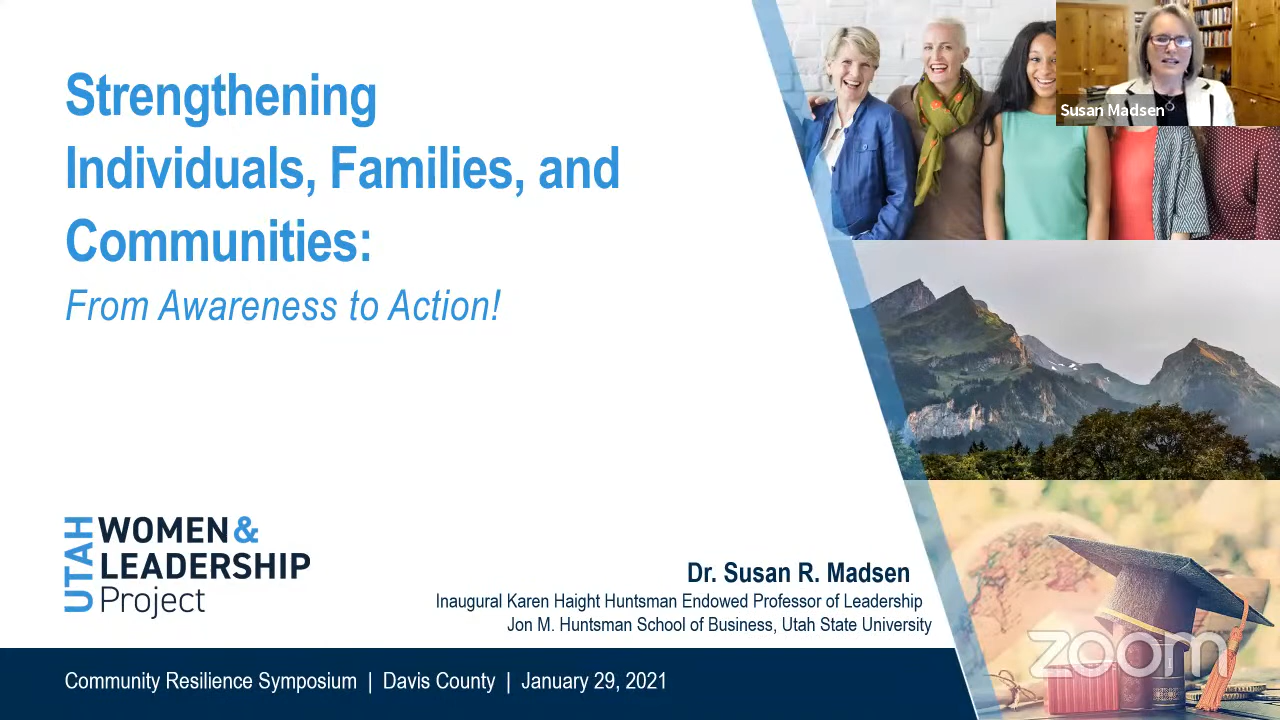 Strengthening
Individuals, Families, and
Communities:
From Awareness to Action!
Susan Madsen
UTAH
WOMEN &
LEADERSHIP
Project
Dr. Susan R. Madsen
Inaugural Karen Haight Huntsman Endowed Professor of Leadership
Jon M. Huntsman School of Business, Utah State University
Community Resilience Symposium | Davis County | January 29, 2021
zoom